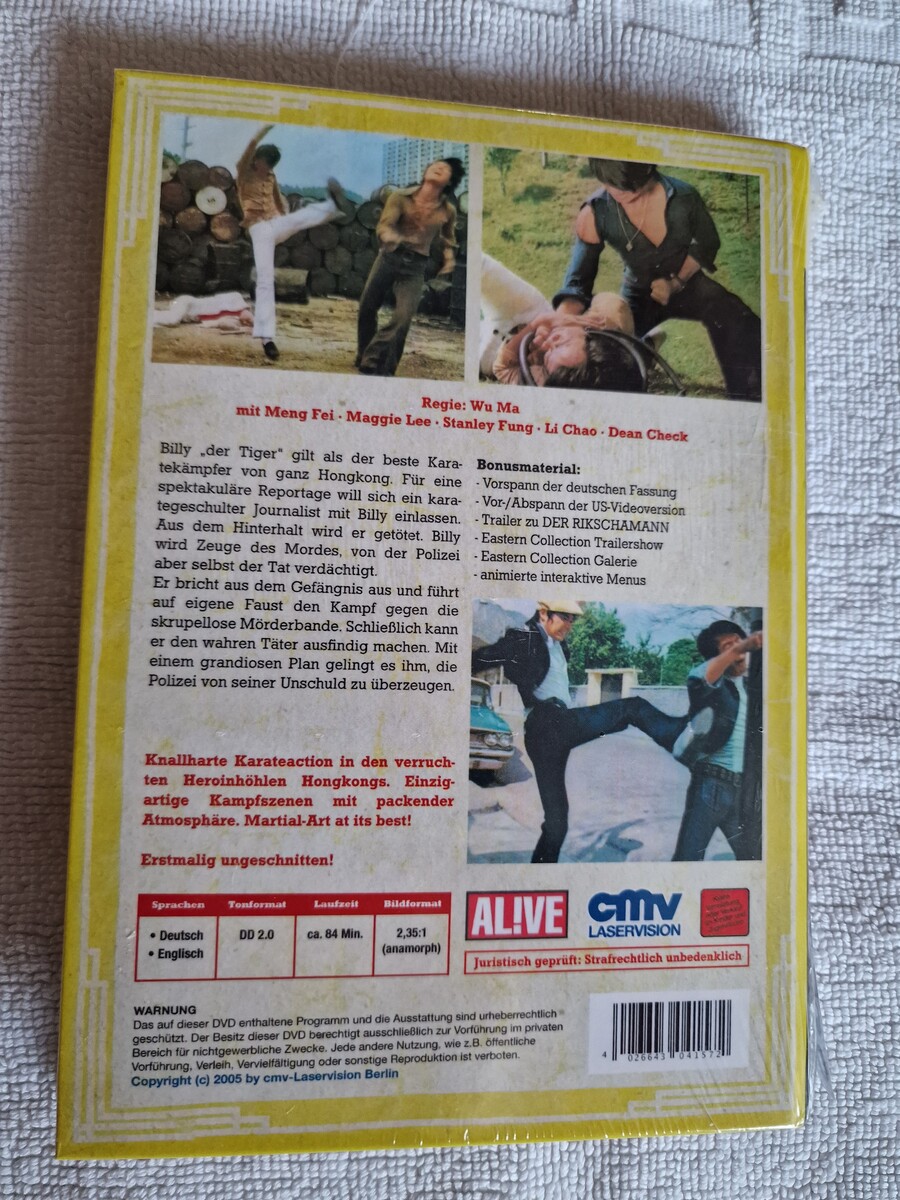 Regie: Wu Ma
mit Meng Fei · Maggie Lee · Stanley Fung · Li Chao · Dean Check
Billy „der Tiger" gilt als der beste Kara-
tekämpfer von ganz Hongkong. Für eine
spektakuläre Reportage will sich ein kara-
tegeschulter Journalist mit Billy einlassen.
Aus dem Hinterhalt wird er getötet. Billy
wird Zeuge des Mordes, von der Polizei
aber selbst der Tat verdächtigt.
Er bricht aus dem Gefängnis aus und führt
auf eigene Faust den Kampf gegen die
skrupellose Mörderbande. Schließlich kann
er den wahren Täter ausfindig machen. Mit
einem grandiosen Plan gelingt es ihm, die
Polizei von seiner Unschuld zu überzeugen.
Knallharte Karateaction in den verruch-
ten Heroinhöhlen Hongkongs. Einzig-
artige Kampfszenen mit packender
Atmosphäre. Martial-Art at its best!
Erstmalig ungeschnitten!
Bonusmaterial:
- Vorspann der deutschen Fassung
- Vor-/Abspann der US-Videoversion
- Trailer zu DER RIKSCHAMANN
- Eastern Collection Trailershow
- Eastern Collection Galerie
- animierte interaktive Menus
Sprachen Tonformat Laufzeit Bildformat
• Deutsch DD 2.0 ca. 84 Min. 2,35:1
• Englisch (anamorph)
AL!VE
cmv
LASERVISION
Juristisch geprüft: Strafrechtlich unbedenklich
WARNUNG
Das auf dieser DVD enthaltene Programm und die Ausstattung sind urheberrechtlich
geschützt. Der Besitz dieser DVD berechtigt ausschließlich zur Vorführung im privaten
Bereich für nichtgewerbliche Zwecke. Jede andere Nutzung, wie z.B. öffentliche
Vorführung, Verleih, Vervielfältigung oder sonstige Reproduktion ist verboten.
Copyright (c) 2005 by cmv-Laservision Berlin
4 026643 041572